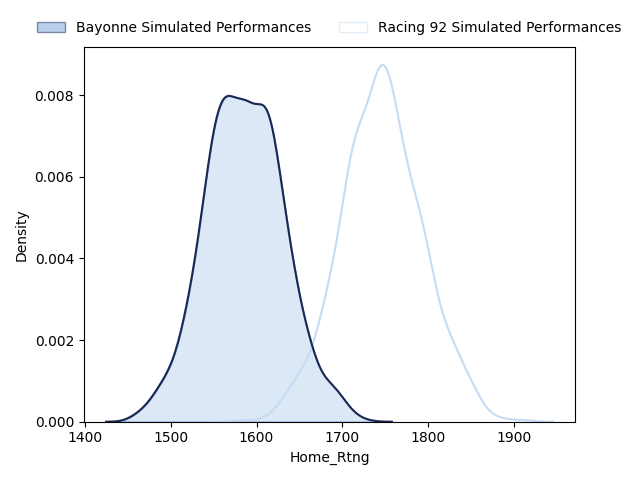 Bayonne Simulated Performances Racing 92 Simulated Performances
0.008
0.006
0.004
0.002
0.000
Density
1400 1500 1600 1700 1800 1900
Home_Rtng